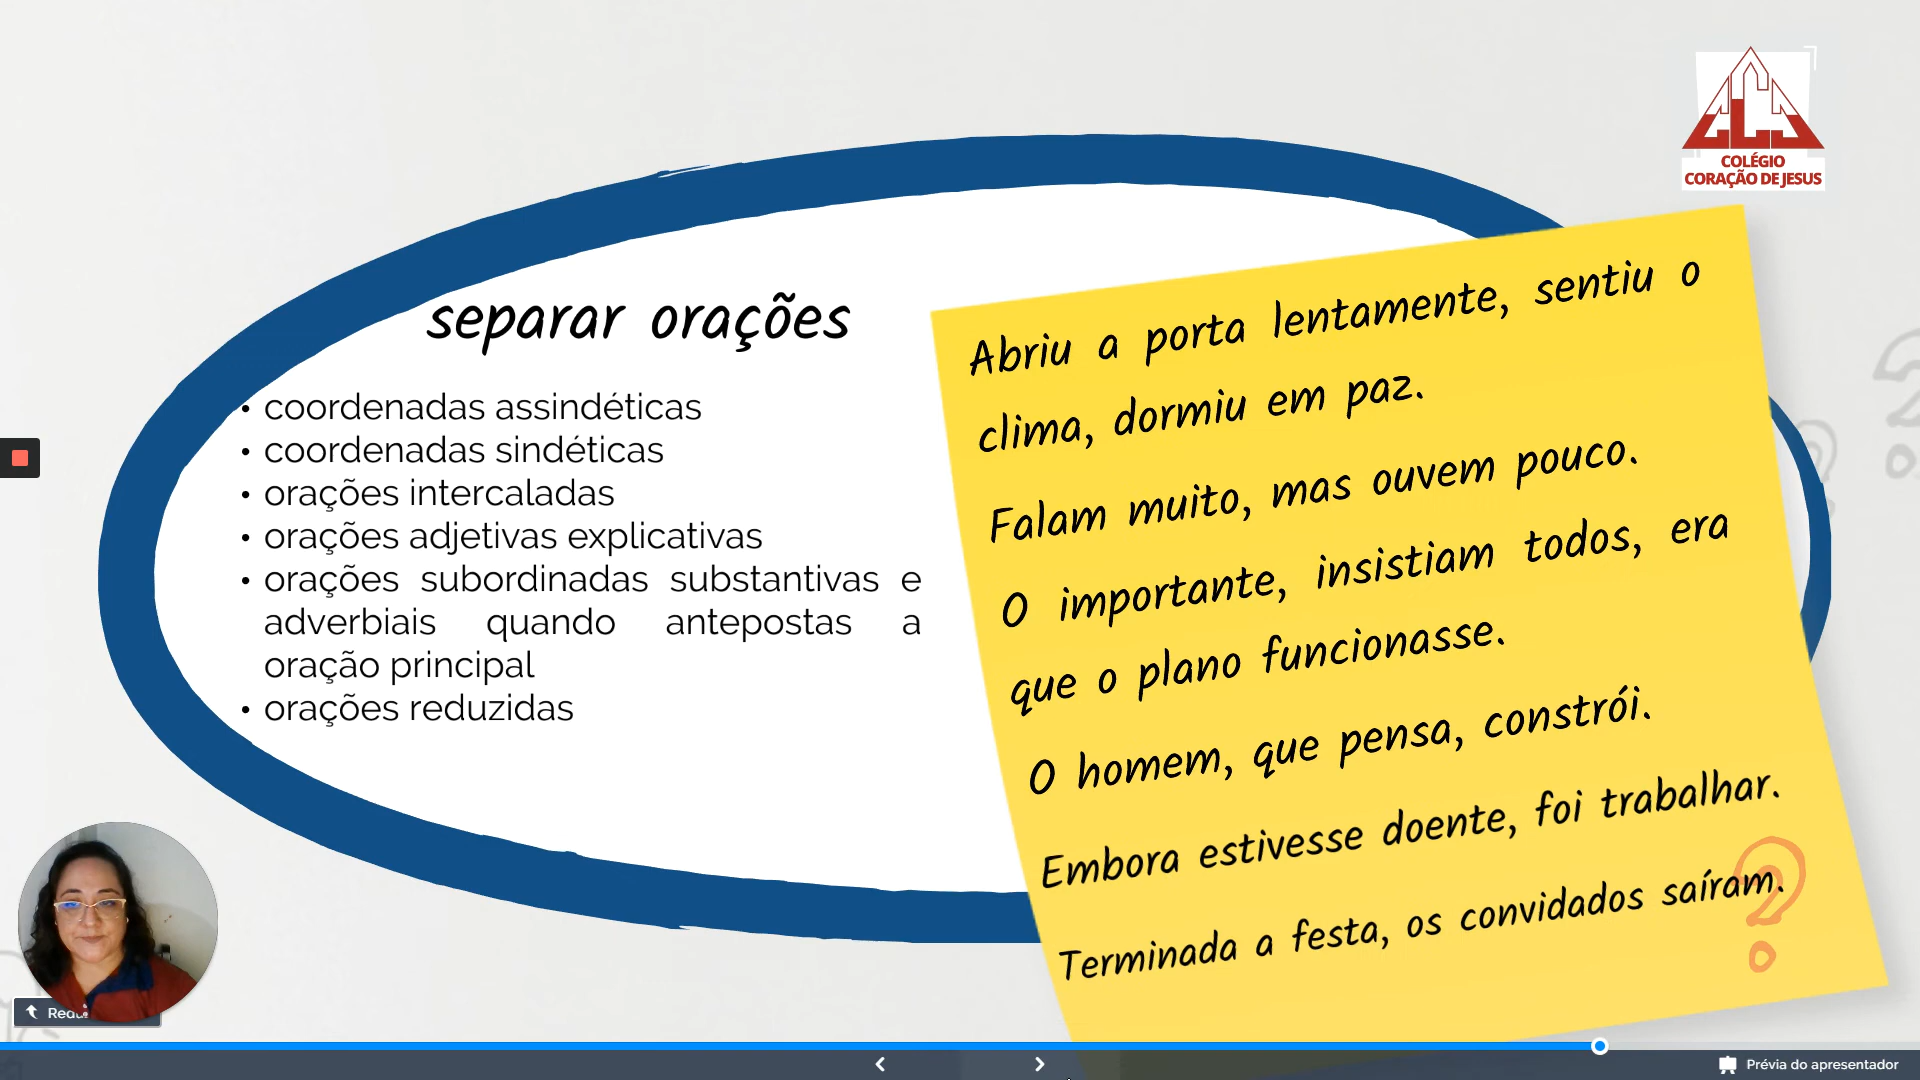 COLÉGIO
CORAÇÃO DE JESUS
separar orações
• coordenadas assindéticas
• coordenadas sindéticas
• orações intercaladas
• orações adjetivas explicativas
• orações subordinadas substantivas e
adverbiais quando antepostas a
oração principal
• orações reduzidas
Abriu a porta lentamente, sentiu o
clima, dormiu em paz.
Falam muito, mas ouvem pouco.
O importante, insistiam todos, era
que o plano funcionasse.
O homem, que pensa, constrói.
Embora estivesse doente, foi trabalhar.
Terminada a festa, os convidados saíram.
Prévia do apresentador